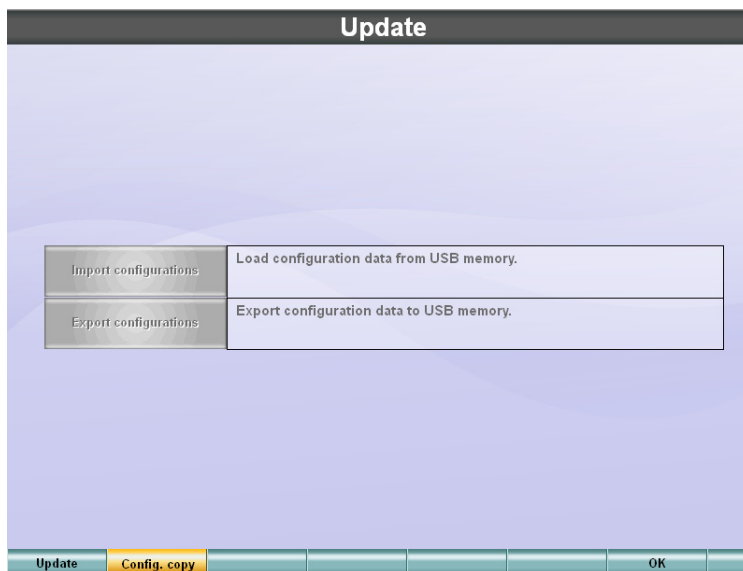 Update
Import configurations
Load configuration data from USB memory.
Export configurations
Export configuration data to USB memory.
Update
Config. copy
OK